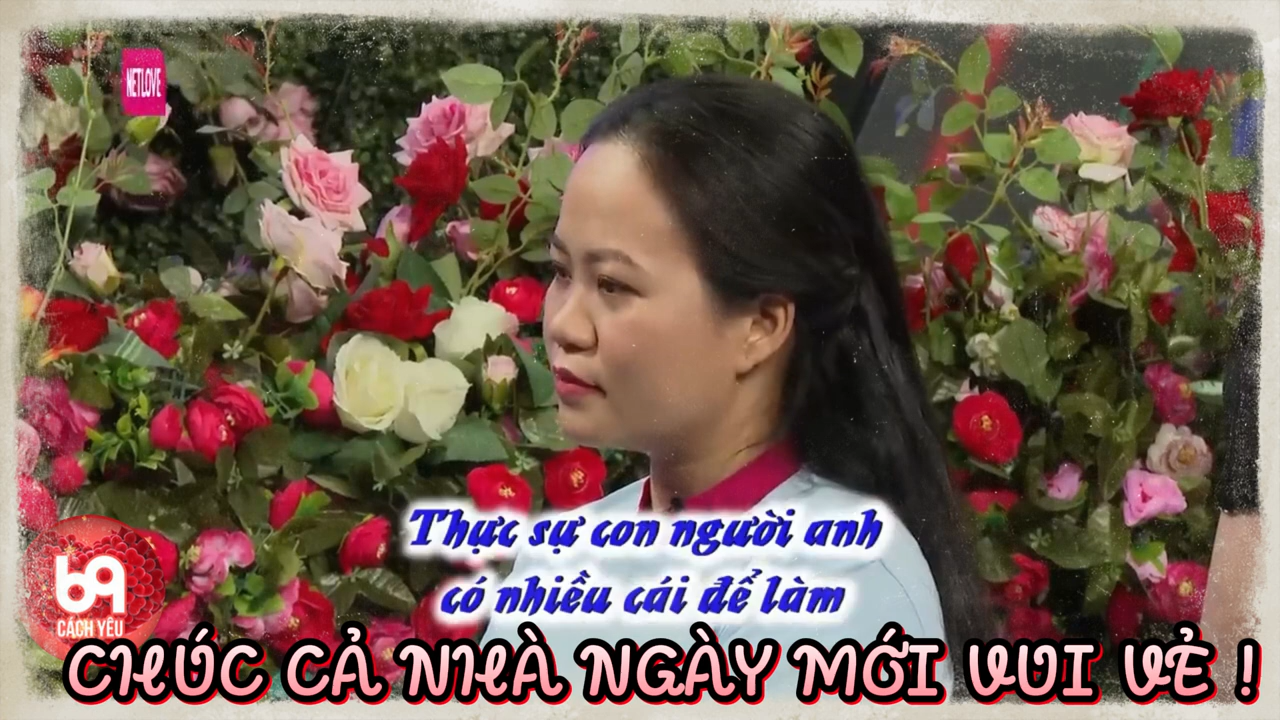 NETLOVE
Thực sự con người anh
có nhiều cái để làm
69
CÁCH YÊU
CHÚC CẢ NHÀ NGÀY MỚI VUI VẺ !